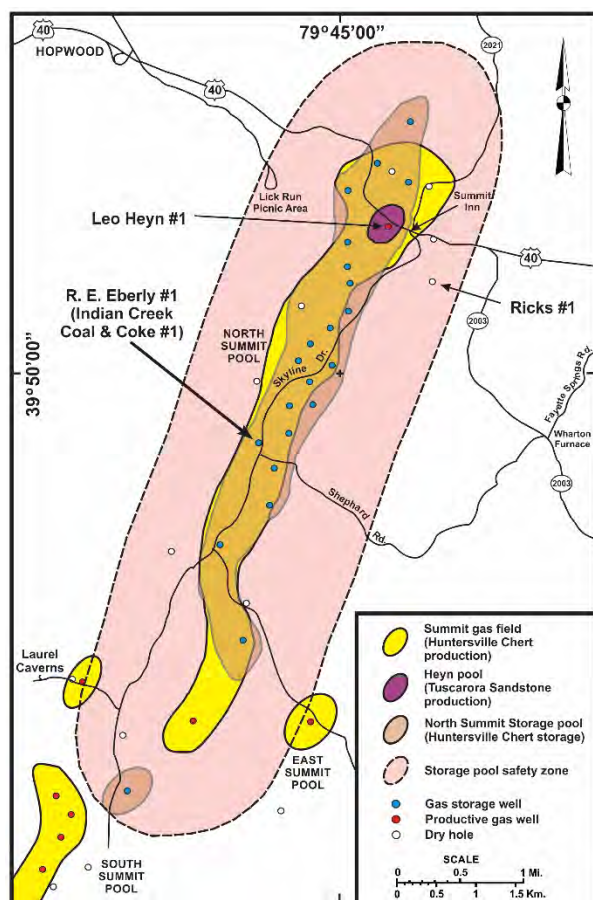 79°45'00"
40
HOPWOOD
2021
40
Lick Run
Picnic Area
Summit
Inn
Leo Heyn #1
40
R. E. Eberly #1
(Indian Creek
Coal & Coke #1)
Ricks #1
2003
NORTH
SUMMIT
POOL
Skyline Dr.
39°50'00"
Fayette Springs Rd.
Wharton
Furnace
2003
Shephard Rd.
Laurel
Caverns
EAST
SUMMIT
POOL
SOUTH
SUMMIT
POOL
Summit gas field
(Huntersville Chert
production)
Heyn pool
(Tuscarora Sandstone
production)
North Summit Storage pool
(Huntersville Chert storage)
Storage pool safety zone
Gas storage well
Productive gas well
Dry hole
SCALE
0 0.5 1 Mi.
0 0.5 1 1.5 Km.